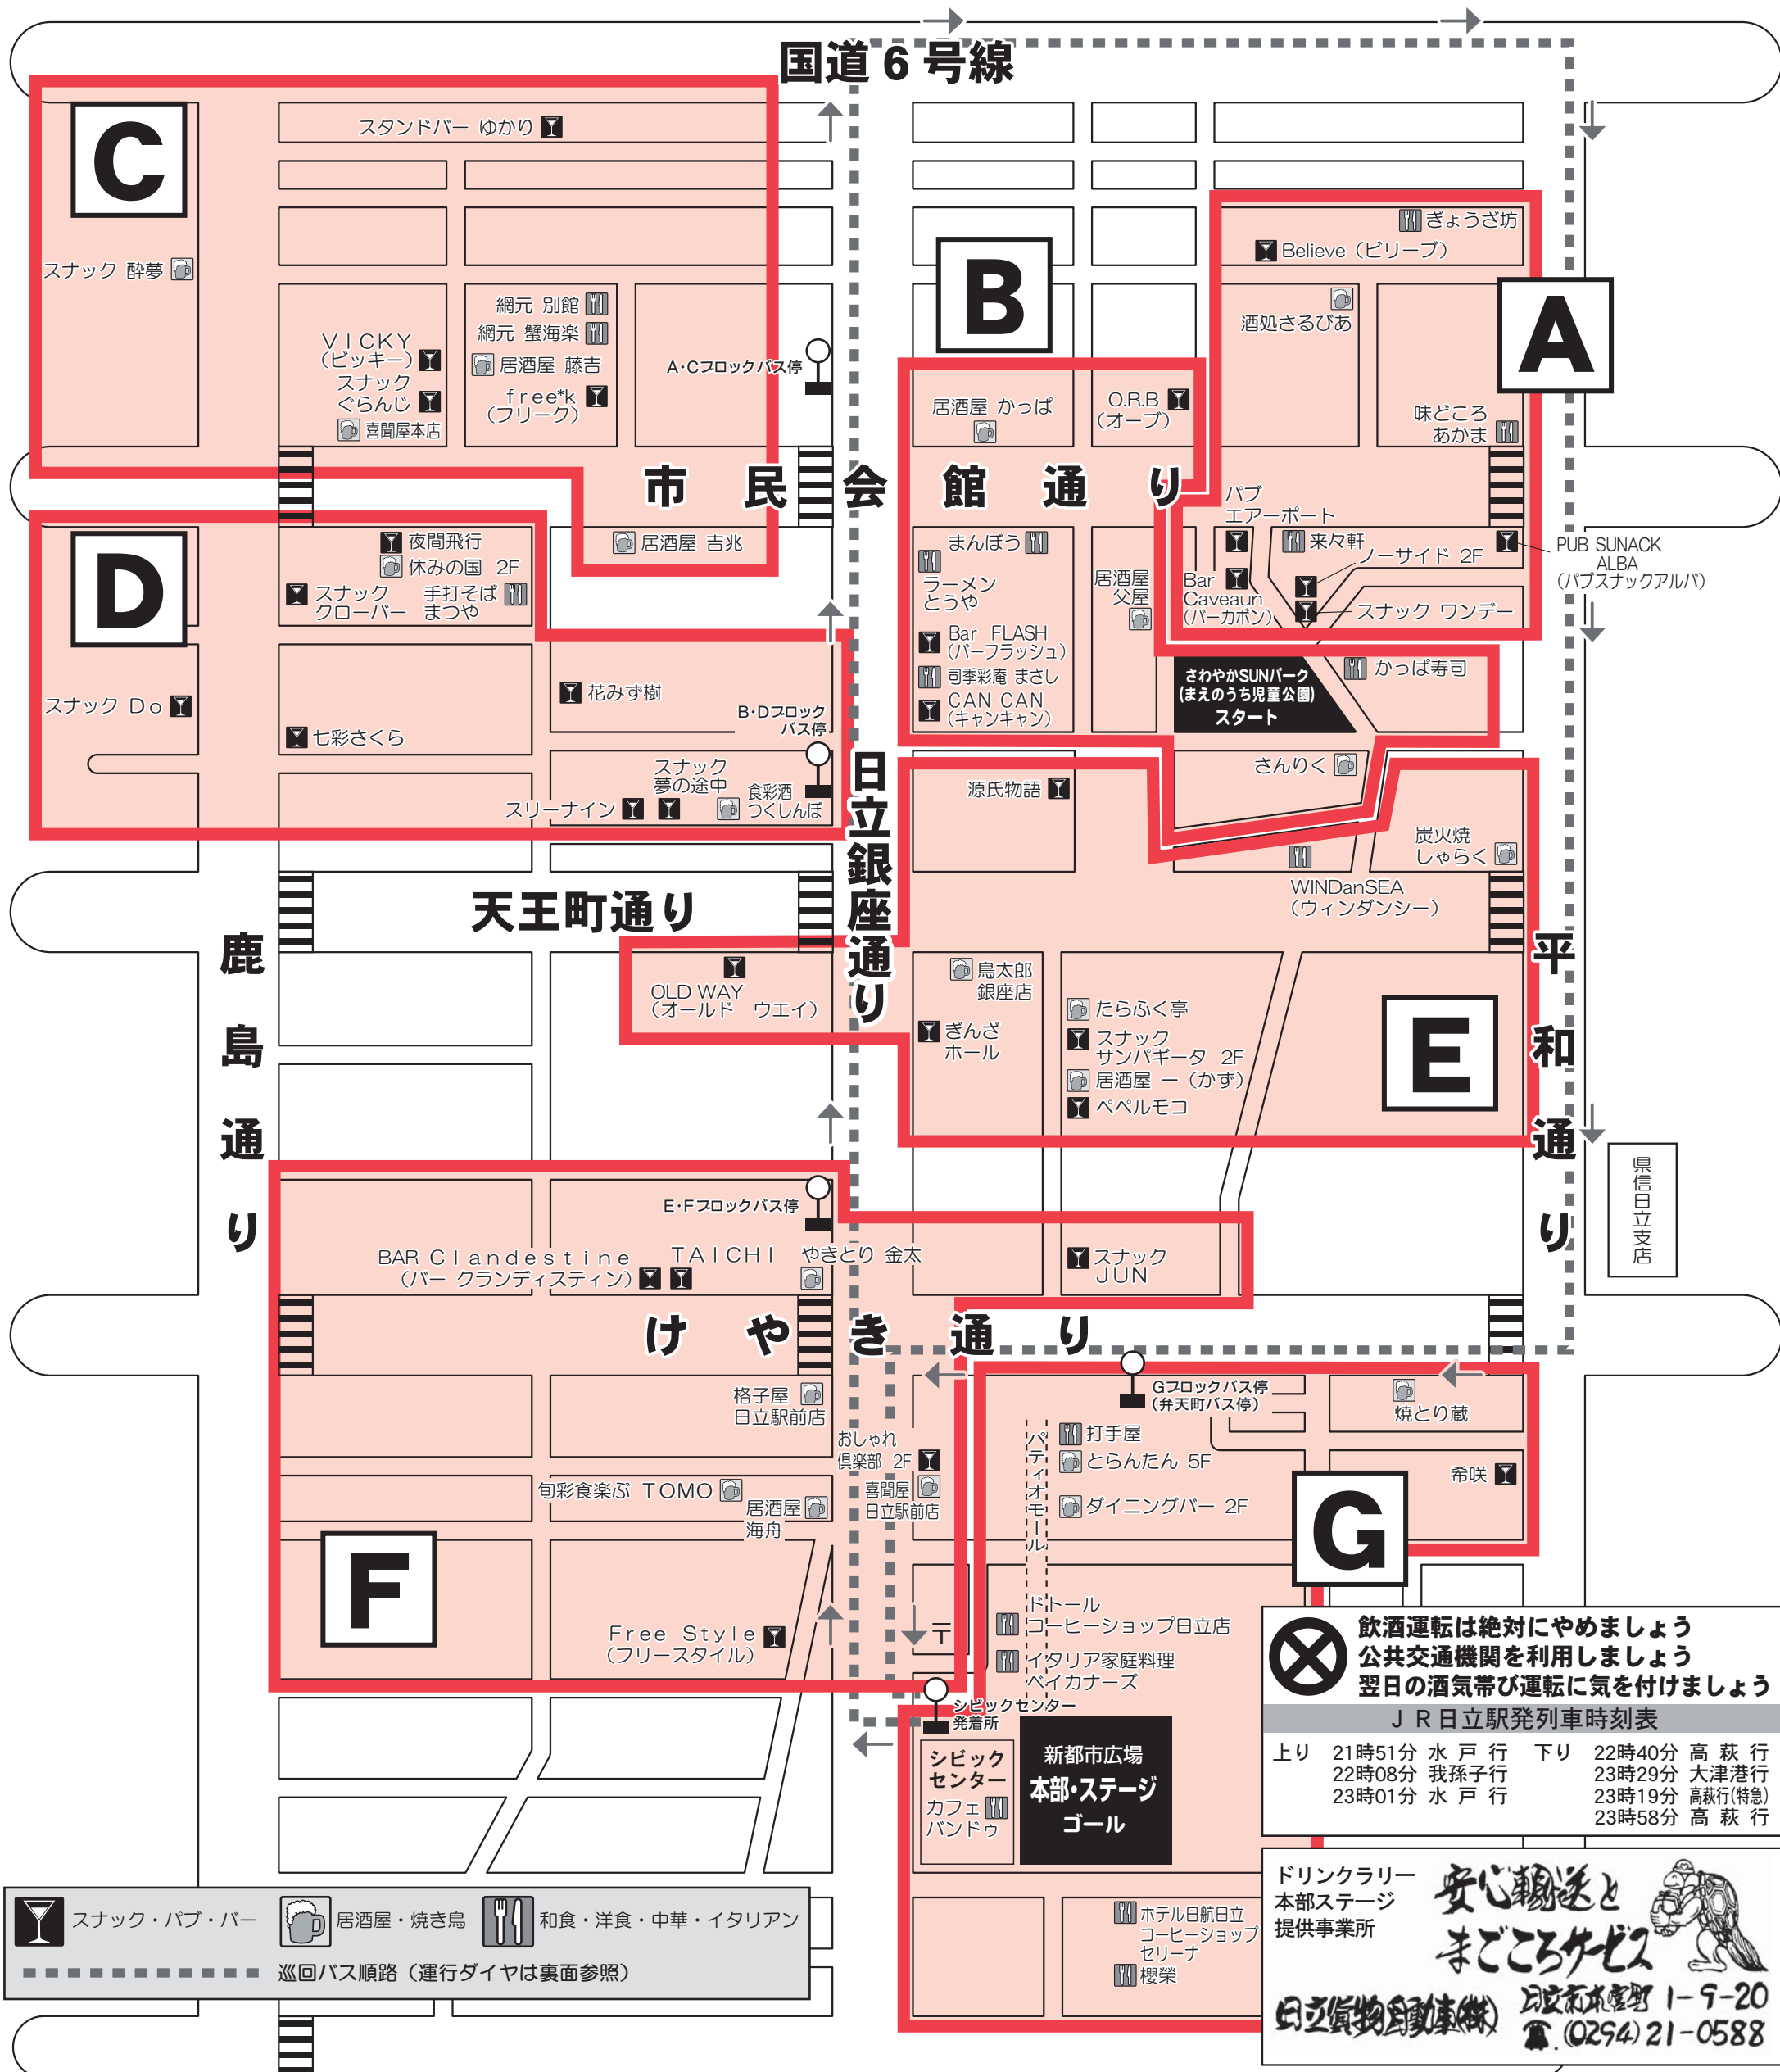 国道6号線
C
スタンドバー ゆかり
スナック 酔夢
VICKY
(ビッキー)
スナック
ぐらんじ
喜聞屋本店
網元 別館
網元 蟹海楽
居酒屋 藤吉
free*k
(フリーク)
A・Cブロックバス停
居酒屋 吉兆
B
居酒屋 かっぱ
O.R.B
(オーブ)
まんぼう
ラーメン
とうや
Bar FLASH
(バーフラッシュ)
司季彩庵 まさし
CAN CAN
(キャンキャン)
居酒屋
父屋
かっぱ寿司
さんりく
さわやかSUNパーク
(まえのうち児童公園)
スタート
A
ぎょうざ坊
Believe(ビリーブ)
酒処さるびあ
味どころ
あかま
パブ
エアーポート
来々軒
ノーサイド 2F
Bar
Caveaun
(バーカボン)
スナック ワンデー
PUB SUNACK
ALBA
(パブスナックアルバ)
市民会館通り
D
夜間飛行
休みの国 2F
スナック
クローバー
手打そば
まつや
スナック Do
花みず樹
七彩さくら
B・Dブロック
バス停
スナック
夢の途中
スリーナイン
食彩酒
つくしんぼ
日立銀座通り
天王町通り
鹿島通り
平和通り
E
源氏物語
炭火焼
しゃらく
WINDanSEA
(ウィンダンシー)
OLD WAY
(オールド ウエイ)
鳥太郎
銀座店
ぎんざ
ホール
たらふく亭
スナック
サンパギータ 2F
居酒屋 一(かず)
ペペルモコ
県信日立支店
E・Fブロックバス停
BAR Clandestine
(バー クランディスティン)
TAICHI
やきとり 金太
スナック
JUN
けやき通り
格子屋
日立駅前店
おしゃれ
倶楽部 2F
喜聞屋
日立駅前店
旬彩食楽ぶ TOMO
居酒屋
海舟
F
Free Style
(フリースタイル)
〒
Gブロックバス停
(弁天町バス停)
焼とり蔵
パティオモール
打手屋
とらんたん 5F
ダイニングバー 2F
希咲
G
ドトール
コーヒーショップ日立店
イタリア家庭料理
ベイカナーズ
シビックセンター
発着所
シビック
センター
カフェ
バンドゥ
新都市広場
本部・ステージ
ゴール
ホテル日航日立
コーヒーショップ
セリーナ
櫻榮
飲酒運転は絶対にやめましょう
公共交通機関を利用しましょう
翌日の酒気帯び運転に気を付けましょう
JR日立駅発列車時刻表
上り 21時51分 水戸行 下り 22時40分 高萩行
22時08分 我孫子行 23時29分 大津港行
23時01分 水戸行 23時19分 高萩行(特急)
23時58分 高萩行
ドリンクラリー
本部ステージ
提供事業所
安心輸送と
まごころサービス
日立貨物自動車(株)
日立市本宮町 1-9-20
☎.(0294)21-0588
スナック・パブ・バー
居酒屋・焼き鳥
和食・洋食・中華・イタリアン
巡回バス順路(運行ダイヤは裏面参照)